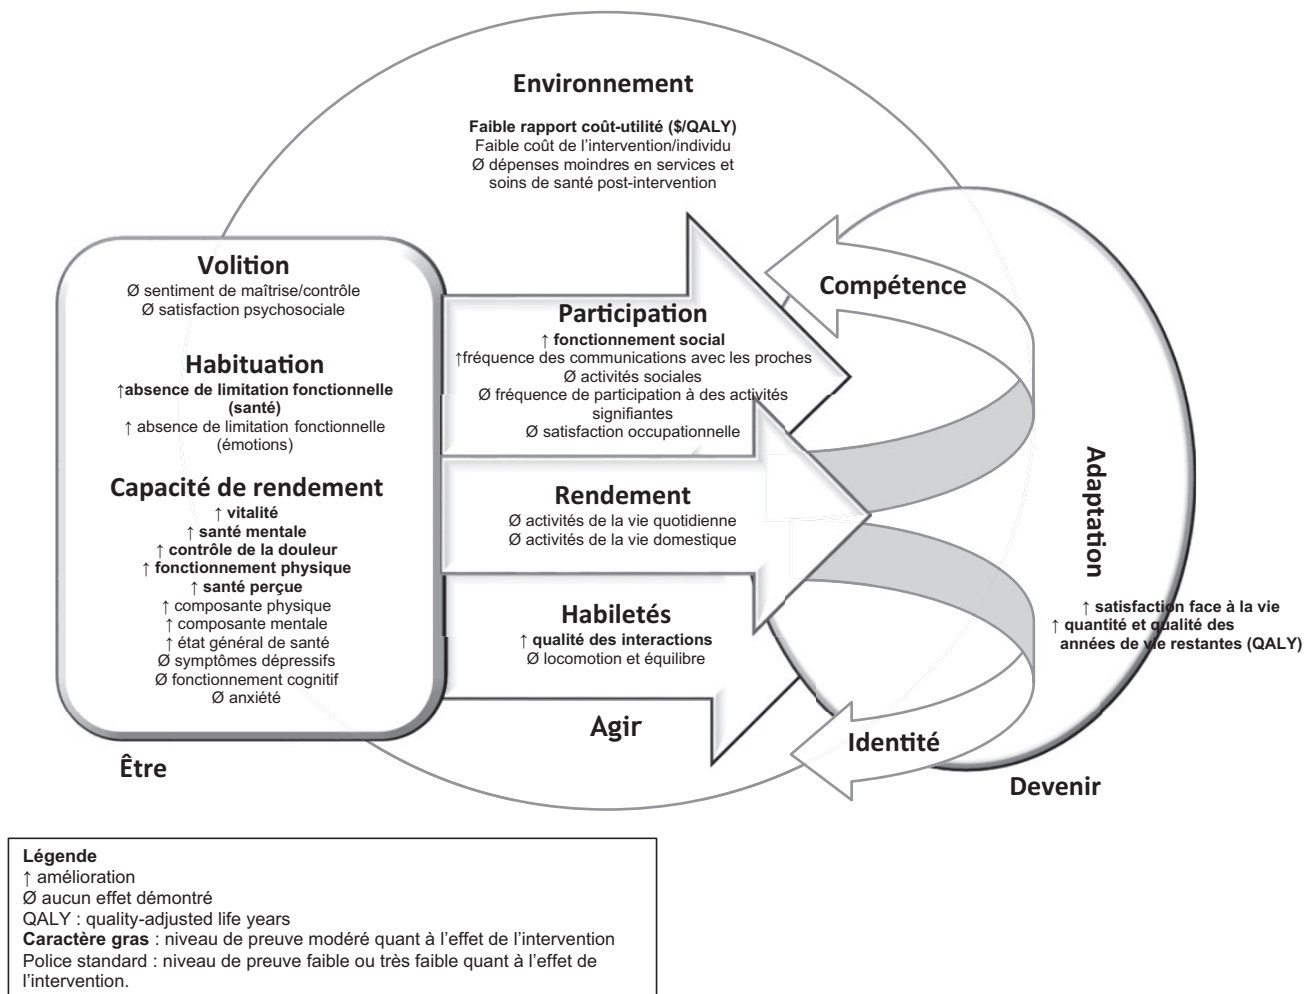 Environnement
Faible rapport coût-utilité ($/QALY)
Faible coût de l'intervention/individu
Ø dépenses moindres en services et
soins de santé post-intervention
Volition
Ø sentiment de maîtrise/contrôle
Ø satisfaction psychosociale
Habituation
↑absence de limitation fonctionnelle
(santé)
↑ absence de limitation fonctionnelle
(émotions)
Capacité de rendement
↑ vitalité
↑ santé mentale
↑ contrôle de la douleur
↑ fonctionnement physique
↑ santé perçue
↑ composante physique
↑ composante mentale
↑ état général de santé
Ø symptômes dépressifs
Ø fonctionnement cognitif
Ø anxiété
Être
Participation
↑ fonctionnement social
↑fréquence des communications avec les proches
Ø activités sociales
Ø fréquence de participation à des activités
signifiantes
Ø satisfaction occupationnelle
Rendement
Ø activités de la vie quotidienne
Ø activités de la vie domestique
Habiletés
↑ qualité des interactions
Ø locomotion et équilibre
Agir
Compétence
Identité
Adaptation
↑ satisfaction face à la vie
↑ quantité et qualité des
années de vie restantes (QALY)
Devenir
Légende
↑ amélioration
Ø aucun effet démontré
QALY : quality-adjusted life years
Caractère gras : niveau de preuve modéré quant à l'effet de l'intervention
Police standard : niveau de preuve faible ou très faible quant à l'effet de
l'intervention.